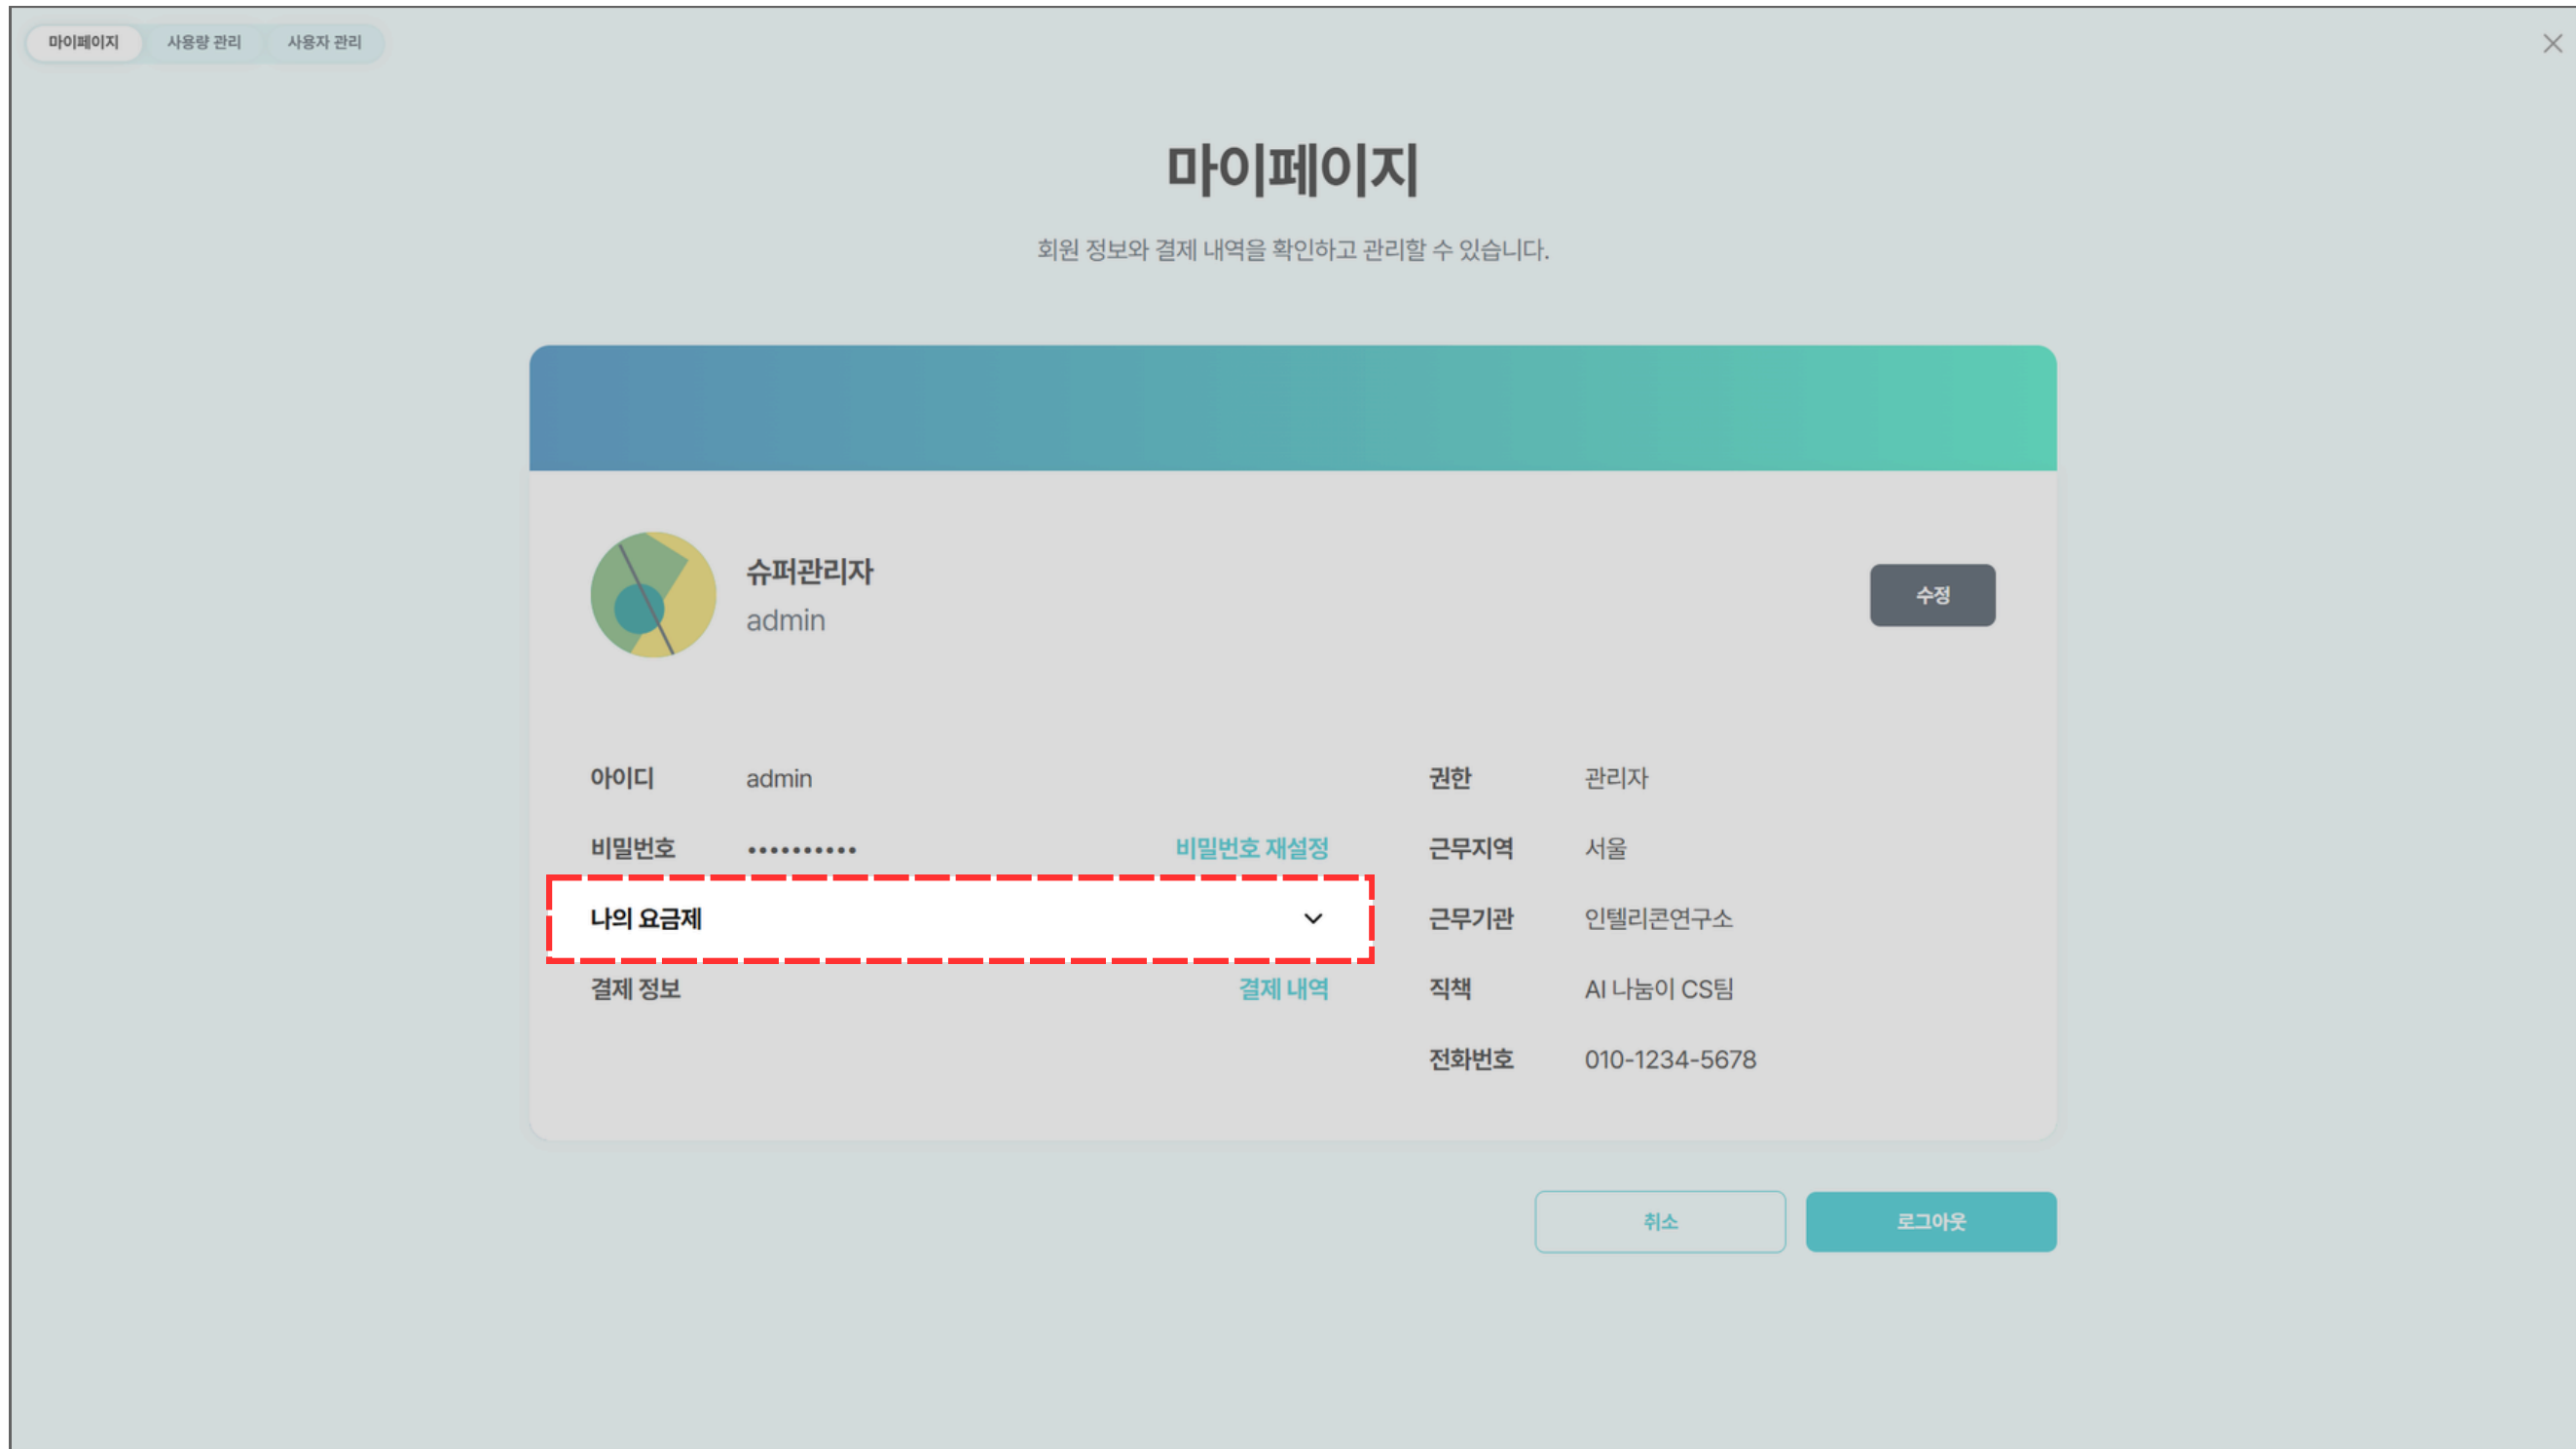 마이페이지 사용량 관리 사용자 관리
마이페이지
회원 정보와 결제 내역을 확인하고 관리할 수 있습니다.
슈퍼관리자
admin
수정
아이디 admin
비밀번호 •••••••••• 비밀번호 재설정
나의 요금제
결제 정보 결제 내역
권한 관리자
근무지역 서울
근무기관 인텔리콘연구소
직책 AI 나눔이 CS팀
전화번호 010-1234-5678
취소 로그아웃